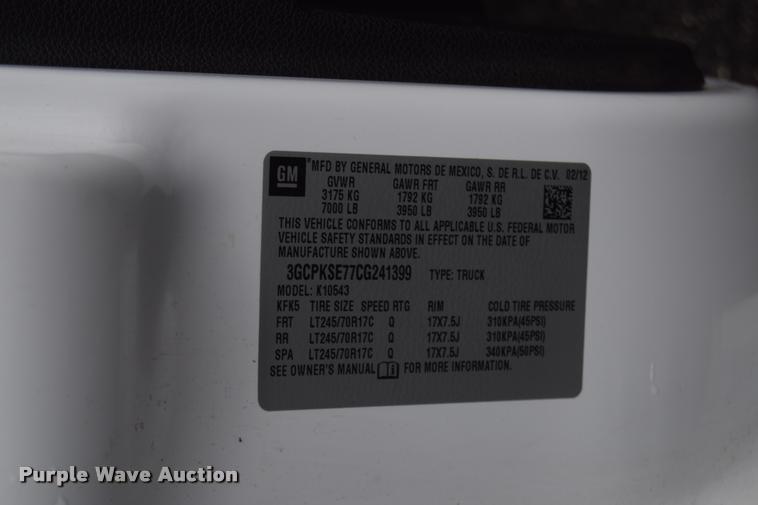 GM
®MFD BY GENERAL MOTORS DE MEXICO, S. DE R.L. DE C.V. 02/12
GVWR GAWR FRT GAWR RR
3175 KG 1792 KG 1792 KG
7000 LB 3950 LB 3950 LB
THIS VEHICLE CONFORMS TO ALL APPLICABLE U.S. FEDERAL MOTOR
VEHICLE SAFETY STANDARDS IN EFFECT ON THE DATE OF
MANUFACTURE SHOWN ABOVE.
3GCPKSE77CG241399 TYPE: TRUCK
MODEL: K10543
KFK5 TIRE SIZE SPEED RTG RIM COLD TIRE PRESSURE
FRT LT245/70R17C Q 17X7.5J 310KPA(45PSI)
RR LT245/70R17C Q 17X7.5J 310KPA(45PSI)
SPA LT245/70R17C Q 17X7.5J 340KPA(50PSI)
SEE OWNER'S MANUAL FOR MORE INFORMATION.
Purple Wave Auction